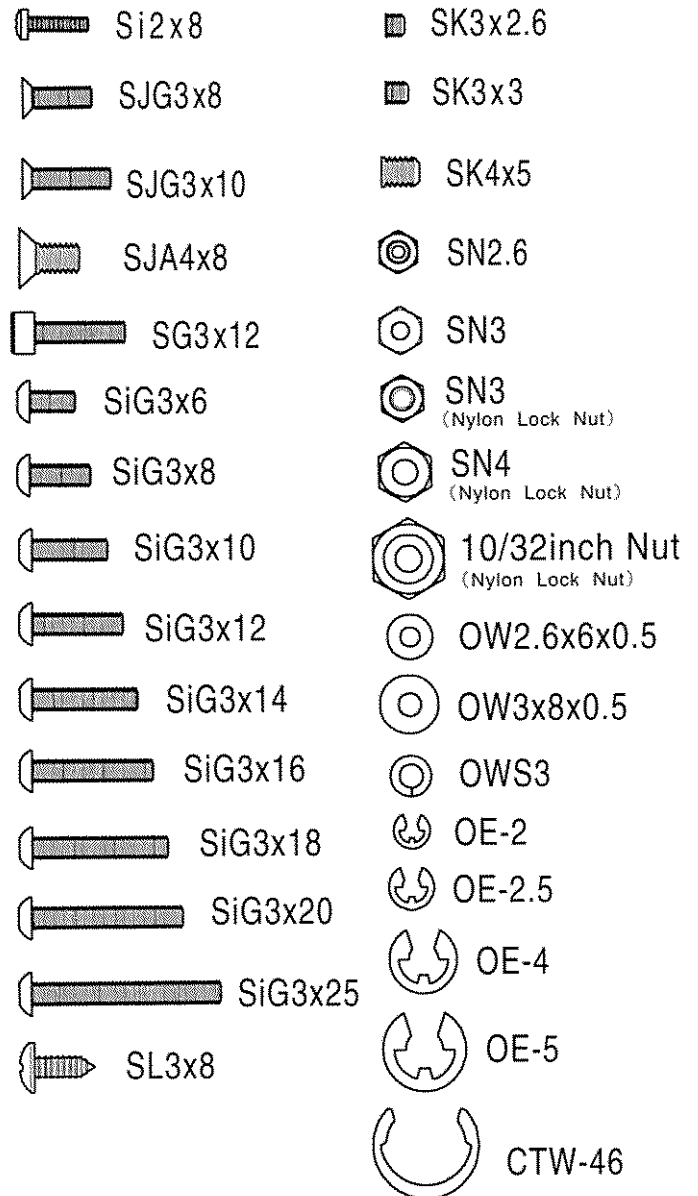 Si2x8
SJG3x8
SJG3x10
SJA4x8
SG3x12
SiG3x6
SiG3x8
SiG3x10
SiG3x12
SiG3x14
SiG3x16
SiG3x18
SiG3x20
SiG3x25
SL3x8
SK3x2.6
SK3x3
SK4x5
SN2.6
SN3
SN3
(Nylon Lock Nut)
SN4
(Nylon Lock Nut)
10/32inch Nut
(Nylon Lock Nut)
OW2.6x6x0.5
OW3x8x0.5
OWS3
OE-2
OE-2.5
OE-4
OE-5
CTW-46